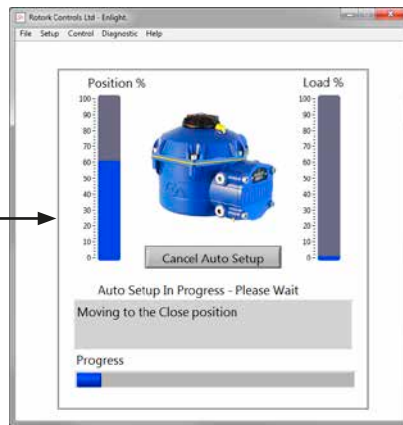 Rotork Controls Ltd - Enlight.
File Setup Control Diagnostic Help
Position % Load %
100 100
90 90
80 80
70 70
60 60
50 50
40 40
30 30
20 20
10 10
0 0
Cancel Auto Setup
Auto Setup In Progress - Please Wait
Moving to the Close position
Progress